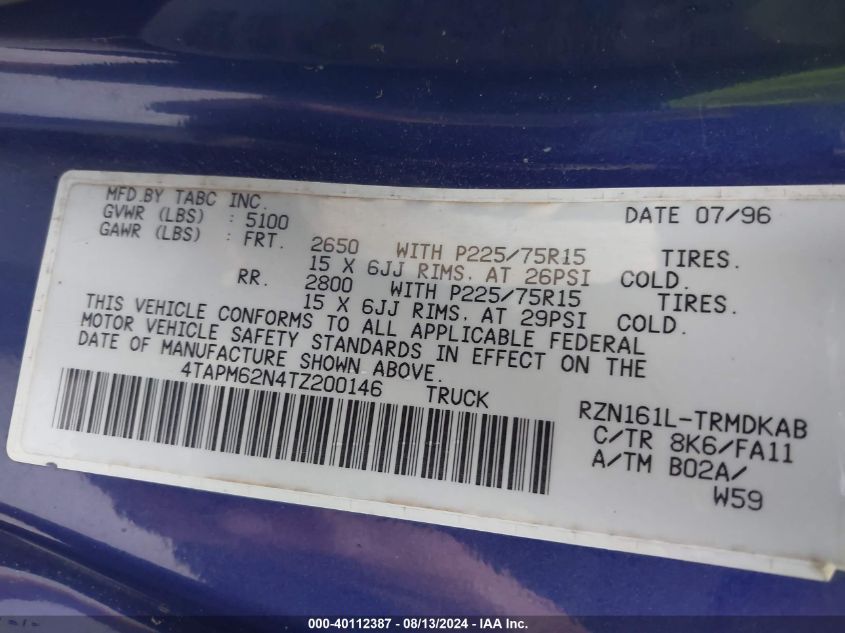 MFD.BY TABC INC. DATE 07/96
GVWR (LBS) : 5100
GAWR (LBS) : FRT. 2650 WITH P225/75R15 TIRES.
15 X 6JJ RIMS. AT 26PSI COLD.
RR. 2800 WITH P225/75R15 TIRES.
15 X 6JJ RIMS. AT 29PSI COLD.
THIS VEHICLE CONFORMS TO ALL APPLICABLE FEDERAL
MOTOR VEHICLE SAFETY STANDARDS IN EFFECT ON THE
DATE OF MANUFACTURE SHOWN ABOVE.
4TAPM62N4TZ200146 TRUCK
RZN161L-TRMDKAB
C/TR 8K6/FA11
A/TM B02A/
W59
000-40112387 - 08/13/2024 - IAA Inc.